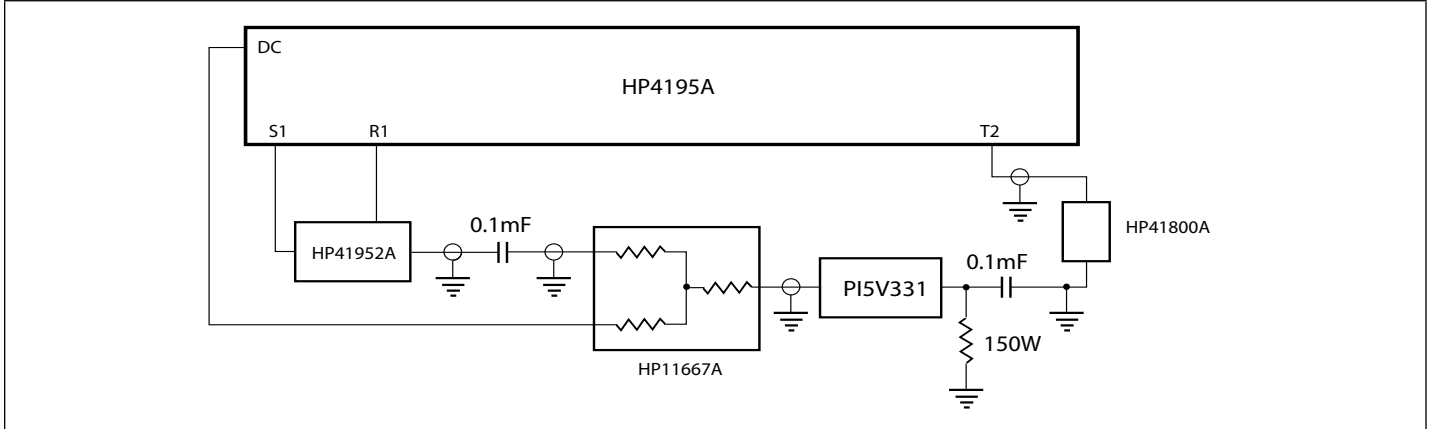 DC
HP4195A
S1
R1
T2
0.1mF
HP41800A
HP41952A
0.1mF
PI5V331
150W
HP11667A